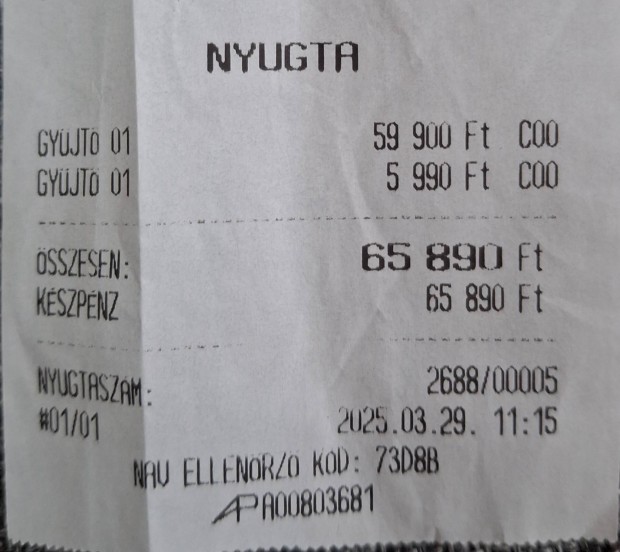 NYUGTA
GYŰJTŐ 01 59 900 Ft C00
GYŰJTŐ 01 5 990 Ft C00
ÖSSZESEN: 65 890 Ft
KÉSZPÉNZ 65 890 Ft
NYUGTASZÁM: 2688/00005
#01/01 2025.03.29. 11:15
NAV ELLENŐRZŐ KÓD: 73D8B
AP A00803681